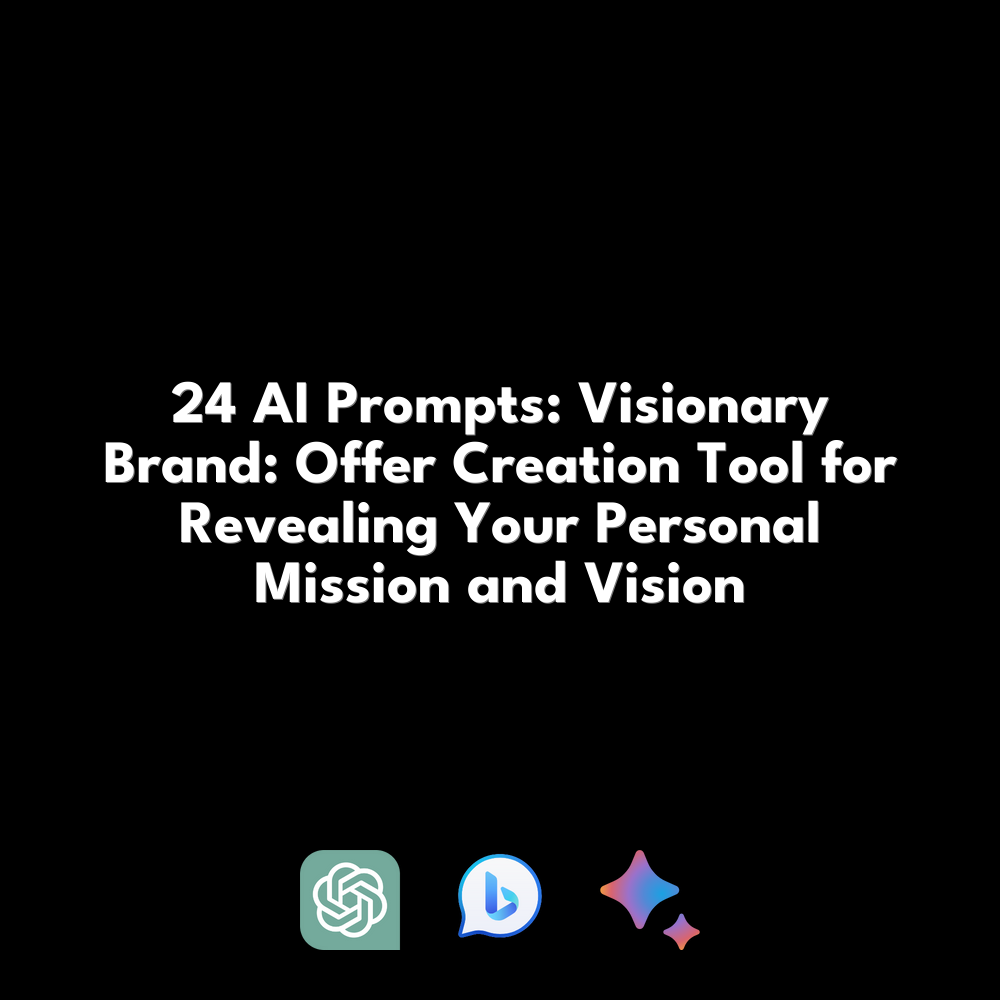 24 AI Prompts: Visionary
Brand: Offer Creation Tool for
Revealing Your Personal
Mission and Vision